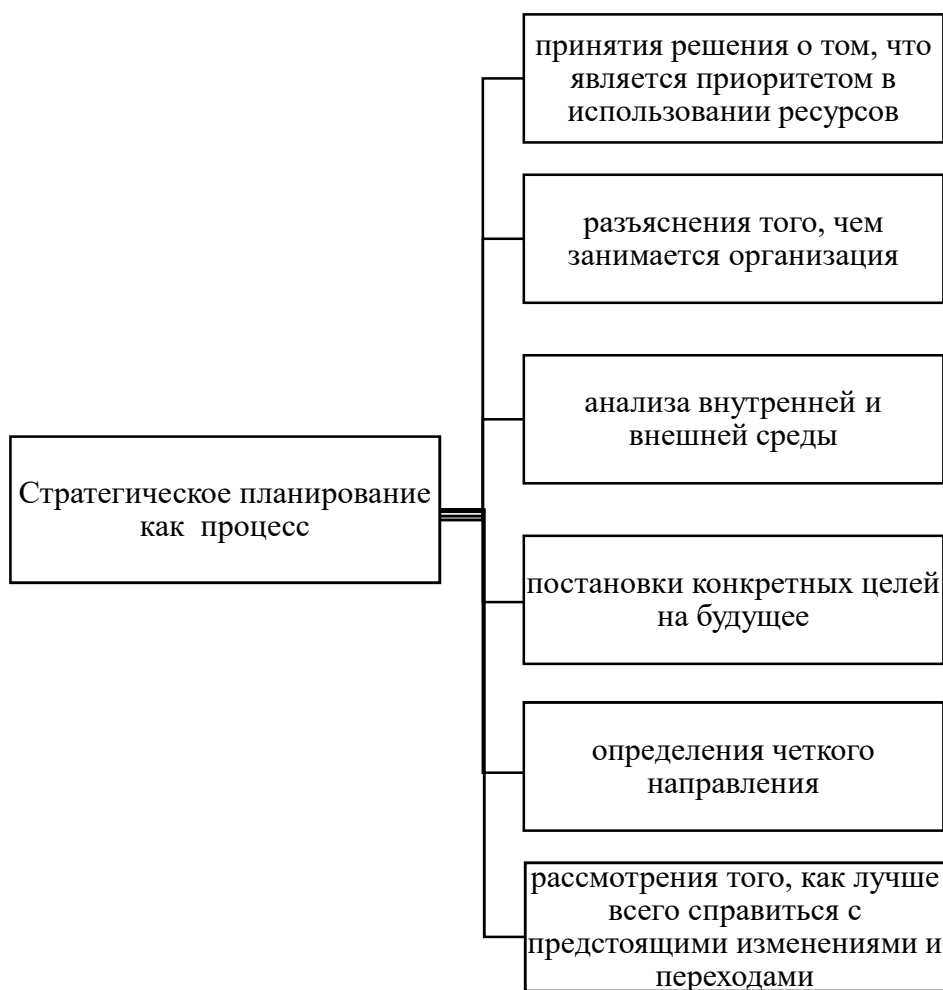 принятия решения о том, что
является приоритетом в
использовании ресурсов
разъяснения того, чем
занимается организация
анализа внутренней и
внешней среды
Стратегическое планирование
как процесс
постановки конкретных целей
на будущее
определения четкого
направления
рассмотрения того, как лучше
всего справиться с
предстоящими изменениями и
переходами